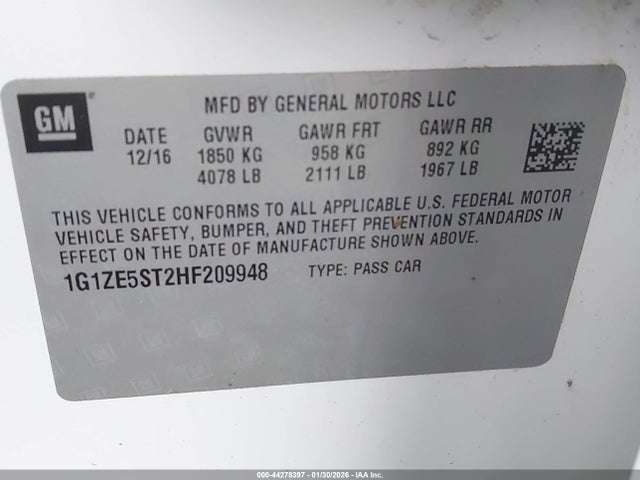 GM
MFD BY GENERAL MOTORS LLC
DATE GVWR GAWR FRT GAWR RR
12/16 1850 KG 958 KG 892 KG
4078 LB 2111 LB 1967 LB
THIS VEHICLE CONFORMS TO ALL APPLICABLE U.S. FEDERAL MOTOR
VEHICLE SAFETY, BUMPER, AND THEFT PREVENTION STANDARDS IN
EFFECT ON THE DATE OF MANUFACTURE SHOWN ABOVE.
1G1ZE5ST2HF209948 TYPE: PASS CAR
000-44278397 - 01/30/2026 - IAA Inc.